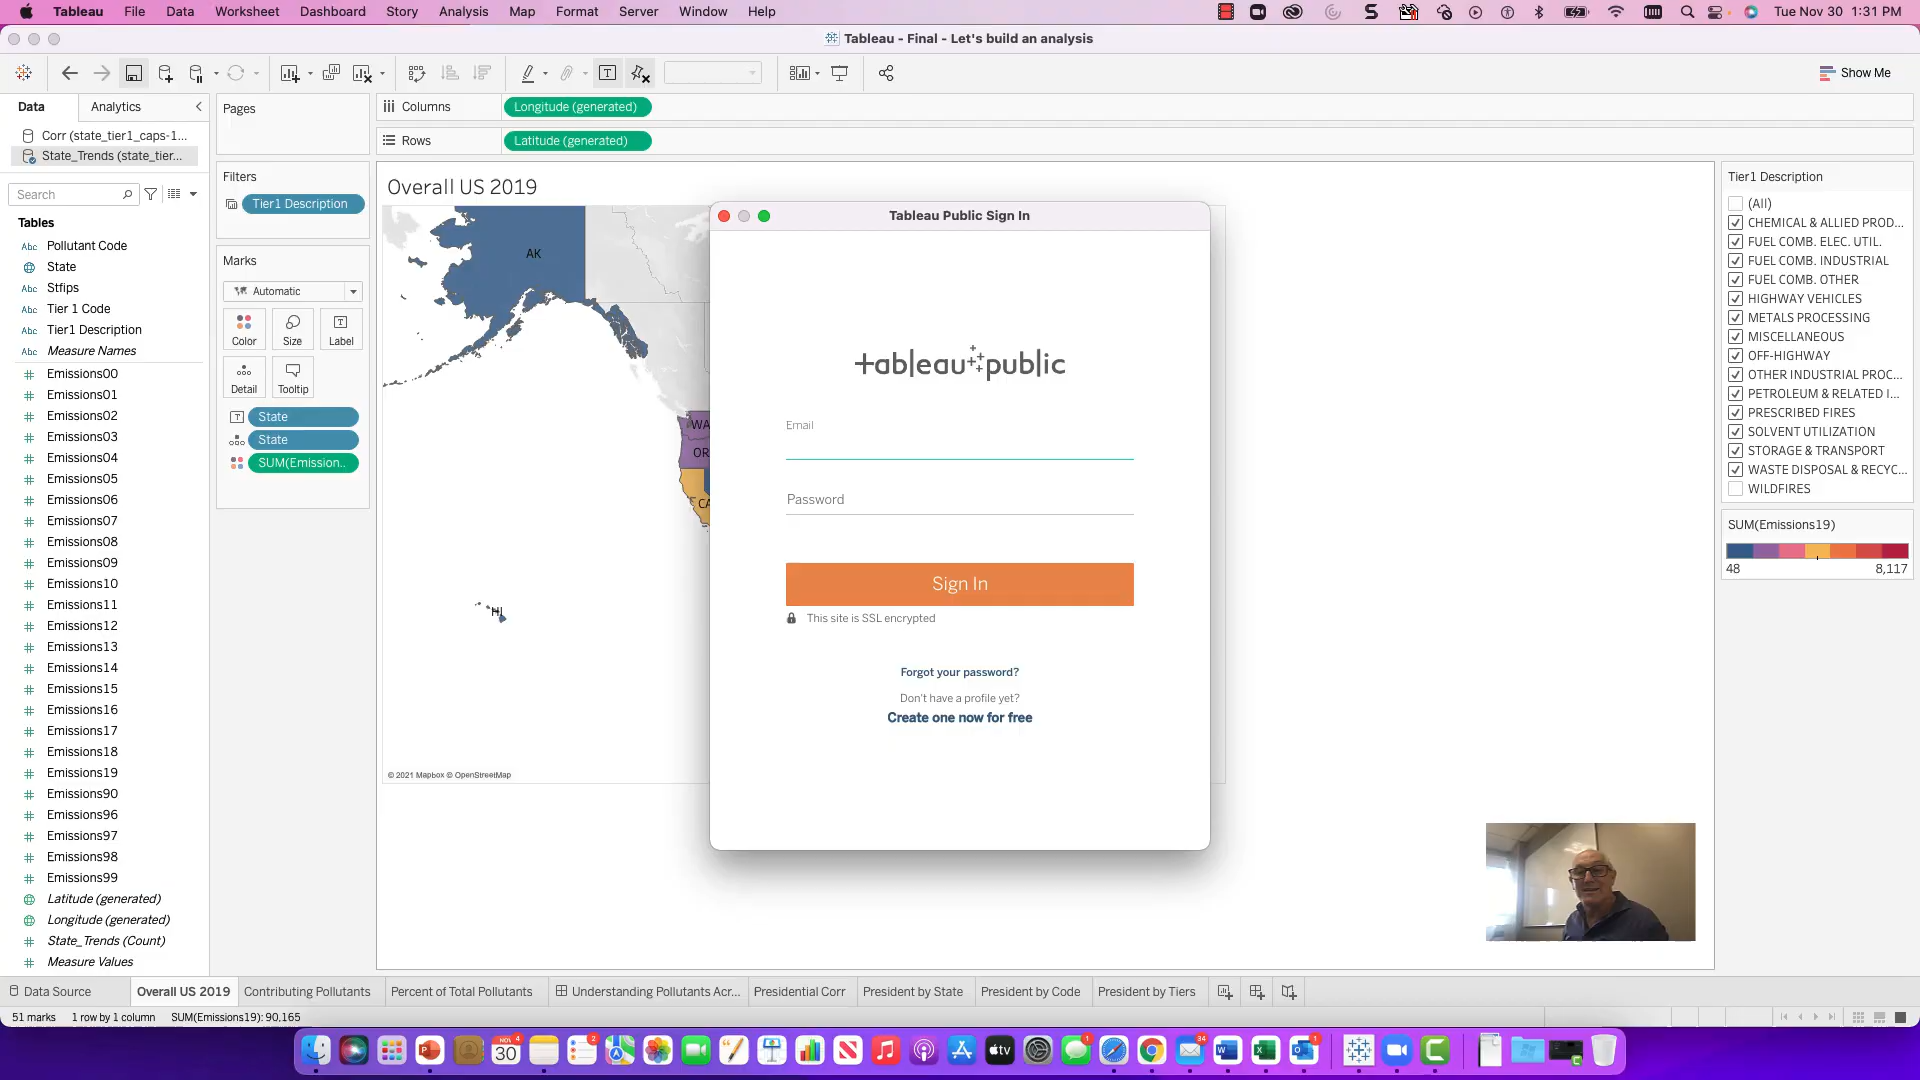 Tableau File Data Worksheet Dashboard Story Analysis Map Format Server Window Help
Tue Nov 30 1:31 PM
Tableau - Final - Let's build an analysis
Show Me
Data Analytics
Corr (state_tier1_caps-1...
State_Trends (state_tier...
Search
Tables
Pollutant Code
State
Stfips
Tier 1 Code
Tier1 Description
Measure Names
Emissions00
Emissions01
Emissions02
Emissions03
Emissions04
Emissions05
Emissions06
Emissions07
Emissions08
Emissions09
Emissions10
Emissions11
Emissions12
Emissions13
Emissions14
Emissions15
Emissions16
Emissions17
Emissions18
Emissions19
Emissions90
Emissions96
Emissions97
Emissions98
Emissions99
Latitude (generated)
Longitude (generated)
State_Trends (Count)
Measure Values
Pages
Filters
Tier1 Description
Marks
Automatic
Color Size Label
Detail Tooltip
State
State
SUM(Emission..
Columns Longitude (generated)
Rows Latitude (generated)
Overall US 2019
AK
WA
OR
CA
HI
© 2021 Mapbox © OpenStreetMap
Tableau Public Sign In
tableau public
Email
Password
Sign In
This site is SSL encrypted
Forgot your password?
Don't have a profile yet?
Create one now for free
Tier1 Description
(All)
CHEMICAL & ALLIED PROD...
FUEL COMB. ELEC. UTIL.
FUEL COMB. INDUSTRIAL
FUEL COMB. OTHER
HIGHWAY VEHICLES
METALS PROCESSING
MISCELLANEOUS
OFF-HIGHWAY
OTHER INDUSTRIAL PROC...
PETROLEUM & RELATED I...
PRESCRIBED FIRES
SOLVENT UTILIZATION
STORAGE & TRANSPORT
WASTE DISPOSAL & RECYC...
WILDFIRES
SUM(Emissions19)
48 8,117
Data Source Overall US 2019 Contributing Pollutants Percent of Total Pollutants Understanding Pollutants Acr... Presidential Corr President by State President by Code President by Tiers
51 marks 1 row by 1 column SUM(Emissions19): 90,165